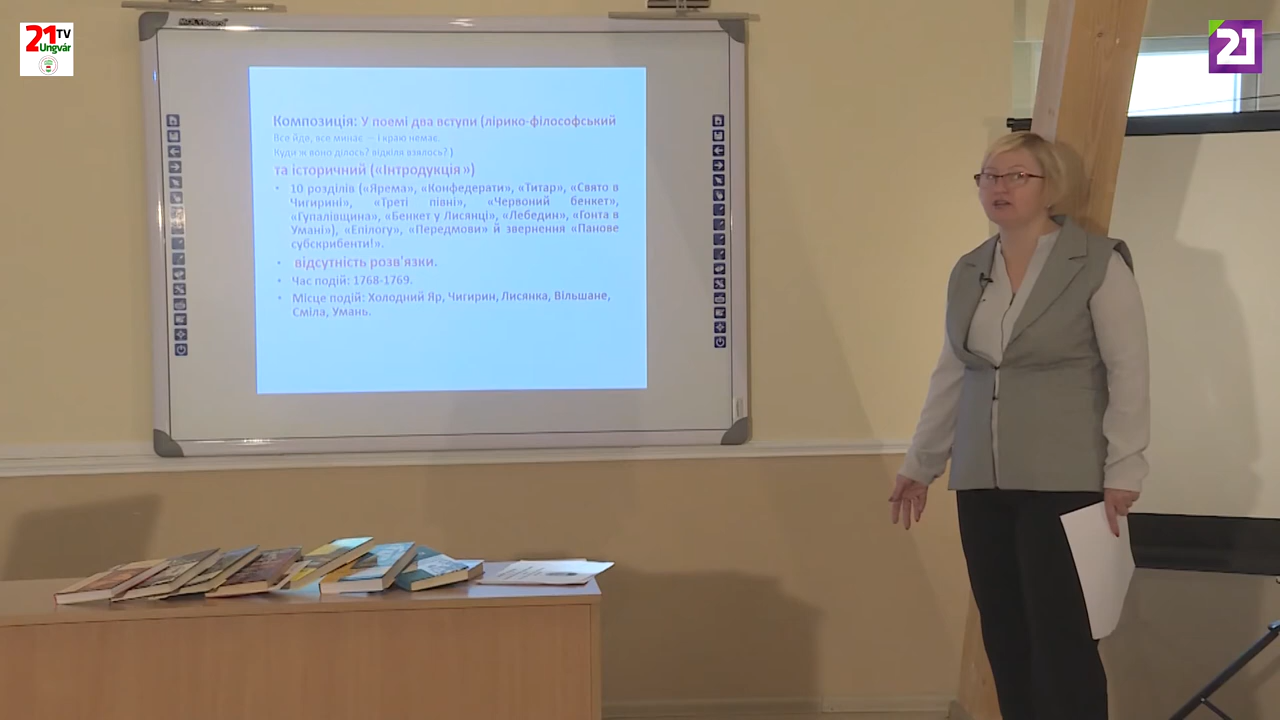 21 TV
Ungvár
21
MOLYBoard
Композиція: У поемі два вступи (лірико-філософський
Все йде, все минає — і краю немає.
Куди ж воно ділось? відкіля взялось? )
та історичний («Інтродукція»)
• 10 розділів («Ярема», «Конфедерати», «Титар», «Свято в
Чигирині», «Треті півні», «Червоний бенкет»,
«Гупалівщина», «Бенкет у Лисянці», «Лебедин», «Гонта в
Умані»), «Епілогу», «Передмови» й звернення «Панове
субскрибенти!».
• відсутність розв'язки.
• Час подій: 1768-1769.
• Місце подій: Холодний Яр, Чигирин, Лисянка, Вільшане,
Сміла, Умань.